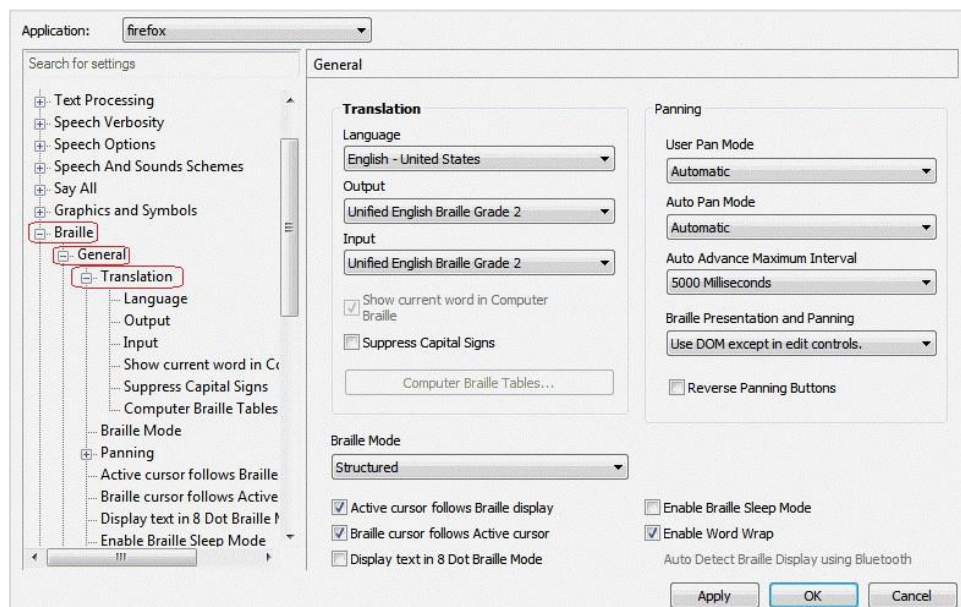 Application: firefox
Search for settings
Text Processing
Speech Verbosity
Speech Options
Speech And Sounds Schemes
Say All
Graphics and Symbols
Braille
General
Translation
Language
Output
Input
Show current word in Co
Suppress Capital Signs
Computer Braille Tables
Braille Mode
Panning
Active cursor follows Braille
Braille cursor follows Active
Display text in 8 Dot Braille
Enable Braille Sleep Mode
General
Translation
Language
English - United States
Output
Unified English Braille Grade 2
Input
Unified English Braille Grade 2
Show current word in Computer
Braille
Suppress Capital Signs
Computer Braille Tables...
Panning
User Pan Mode
Automatic
Auto Pan Mode
Automatic
Auto Advance Maximum Interval
5000 Milliseconds
Braille Presentation and Panning
Use DOM except in edit controls.
Reverse Panning Buttons
Braille Mode
Structured
Active cursor follows Braille display
Braille cursor follows Active cursor
Display text in 8 Dot Braille Mode
Enable Braille Sleep Mode
Enable Word Wrap
Auto Detect Braille Display using Bluetooth
Apply OK Cancel